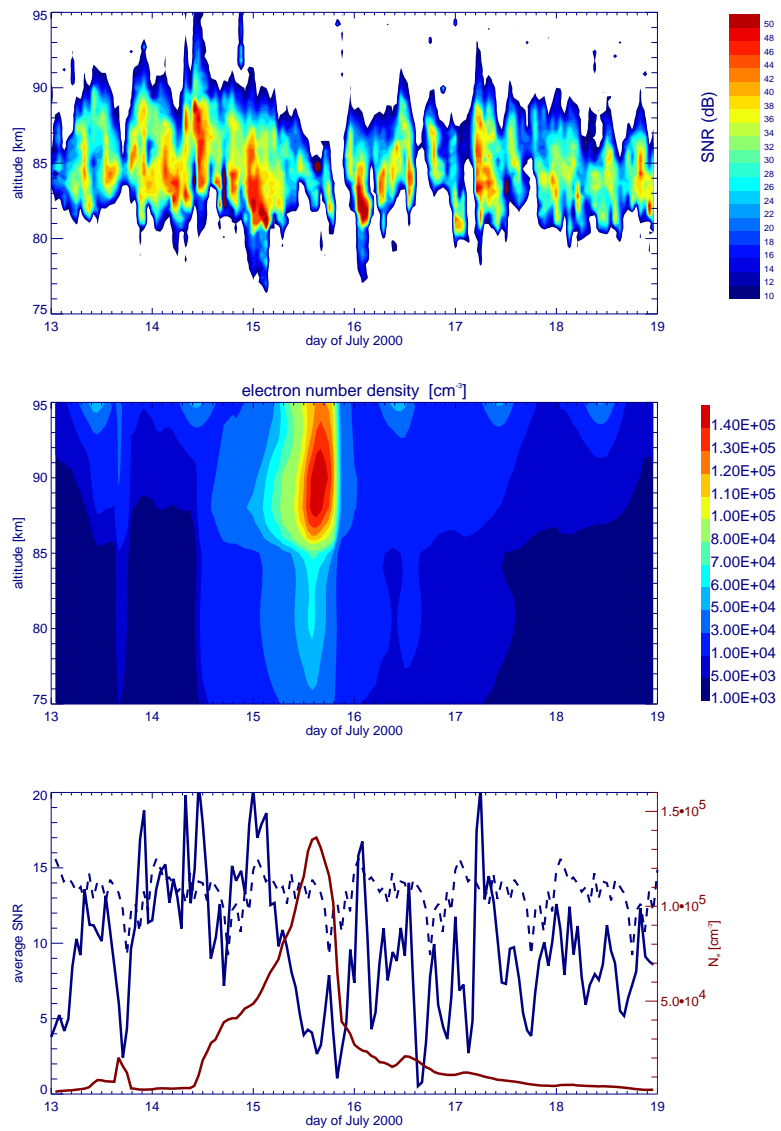 95
90
85
80
75
altitude [km]
13 14 15 16 17 18 19
day of July 2000
SNR (dB)
50
48
46
44
42
40
38
36
34
32
30
28
26
24
22
20
18
16
14
12
10
electron number density [cm-3]
95
90
85
80
75
altitude [km]
13 14 15 16 17 18 19
day of July 2000
1.40E+05
1.30E+05
1.20E+05
1.10E+05
1.00E+05
8.00E+04
7.00E+04
6.00E+04
5.00E+04
3.00E+04
1.00E+04
5.00E+03
1.00E+03
20
15
10
5
0
average SNR
13 14 15 16 17 18 19
day of July 2000
1.5•10^5
1.0•10^5
5.0•10^4
[cm-3]